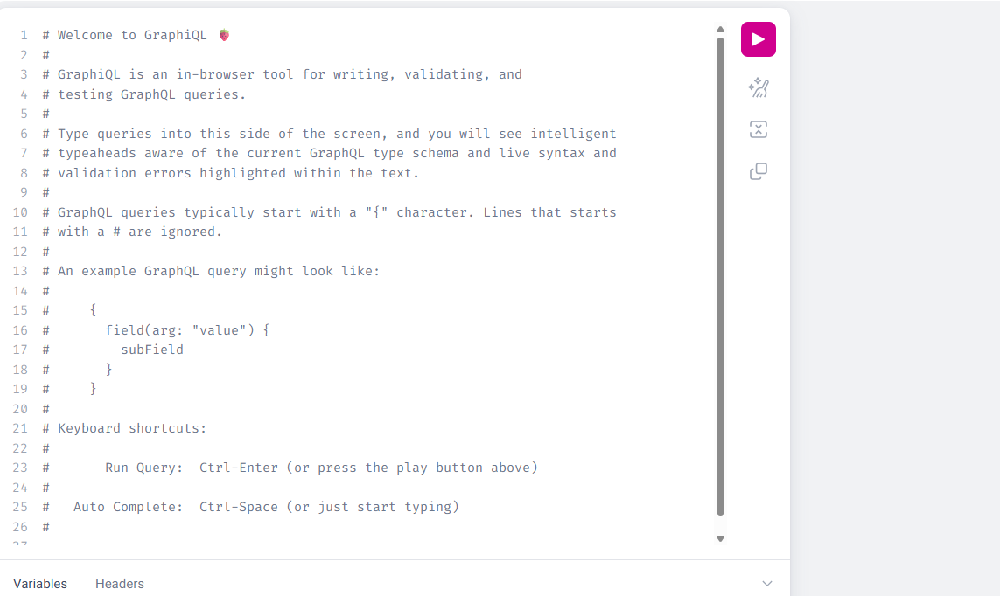 1 # Welcome to GraphiQL 🍓
2 #
3 # GraphiQL is an in-browser tool for writing, validating, and
4 # testing GraphQL queries.
5 #
6 # Type queries into this side of the screen, and you will see intelligent
7 # typeaheads aware of the current GraphQL type schema and live syntax and
8 # validation errors highlighted within the text.
9 #
10 # GraphQL queries typically start with a "{" character. Lines that starts
11 # with a # are ignored.
12 #
13 # An example GraphQL query might look like:
14 #
15 #     {
16 #       field(arg: "value") {
17 #         subField
18 #       }
19 #     }
20 #
21 # Keyboard shortcuts:
22 #
23 #       Run Query:  Ctrl-Enter (or press the play button above)
24 #
25 #   Auto Complete:  Ctrl-Space (or just start typing)
26 #
27
Variables Headers